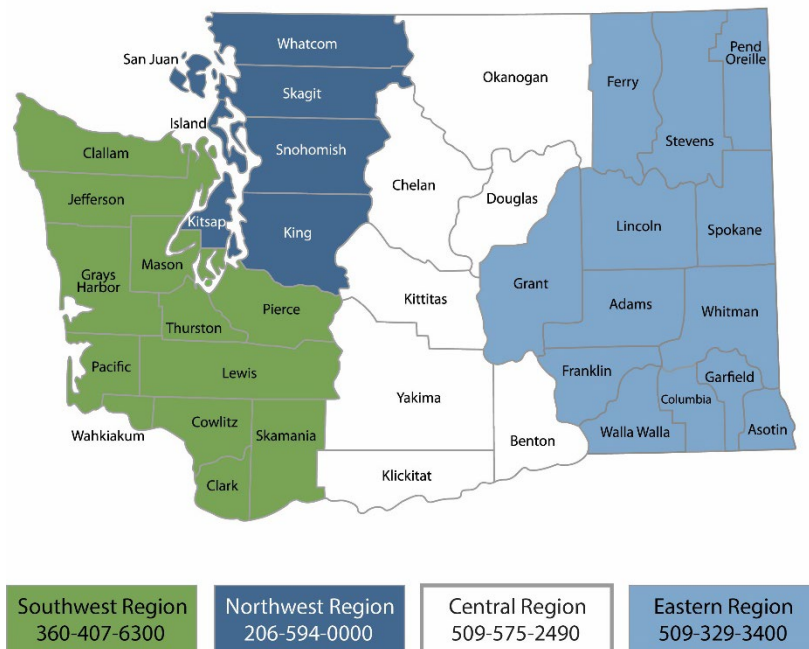 Whatcom
San Juan
Skagit
Island
Snohomish
King
Kitsap
Okanogan
Chelan
Douglas
Kittitas
Yakima
Klickitat
Benton
Ferry
Stevens
Pend
Oreille
Lincoln
Spokane
Grant
Adams
Whitman
Franklin
Walla Walla
Columbia
Garfield
Asotin
Clallam
Jefferson
Grays
Harbor
Mason
Thurston
Pierce
Pacific
Lewis
Wahkiakum
Cowlitz
Skamania
Clark
Southwest Region
360-407-6300
Northwest Region
206-594-0000
Central Region
509-575-2490
Eastern Region
509-329-3400